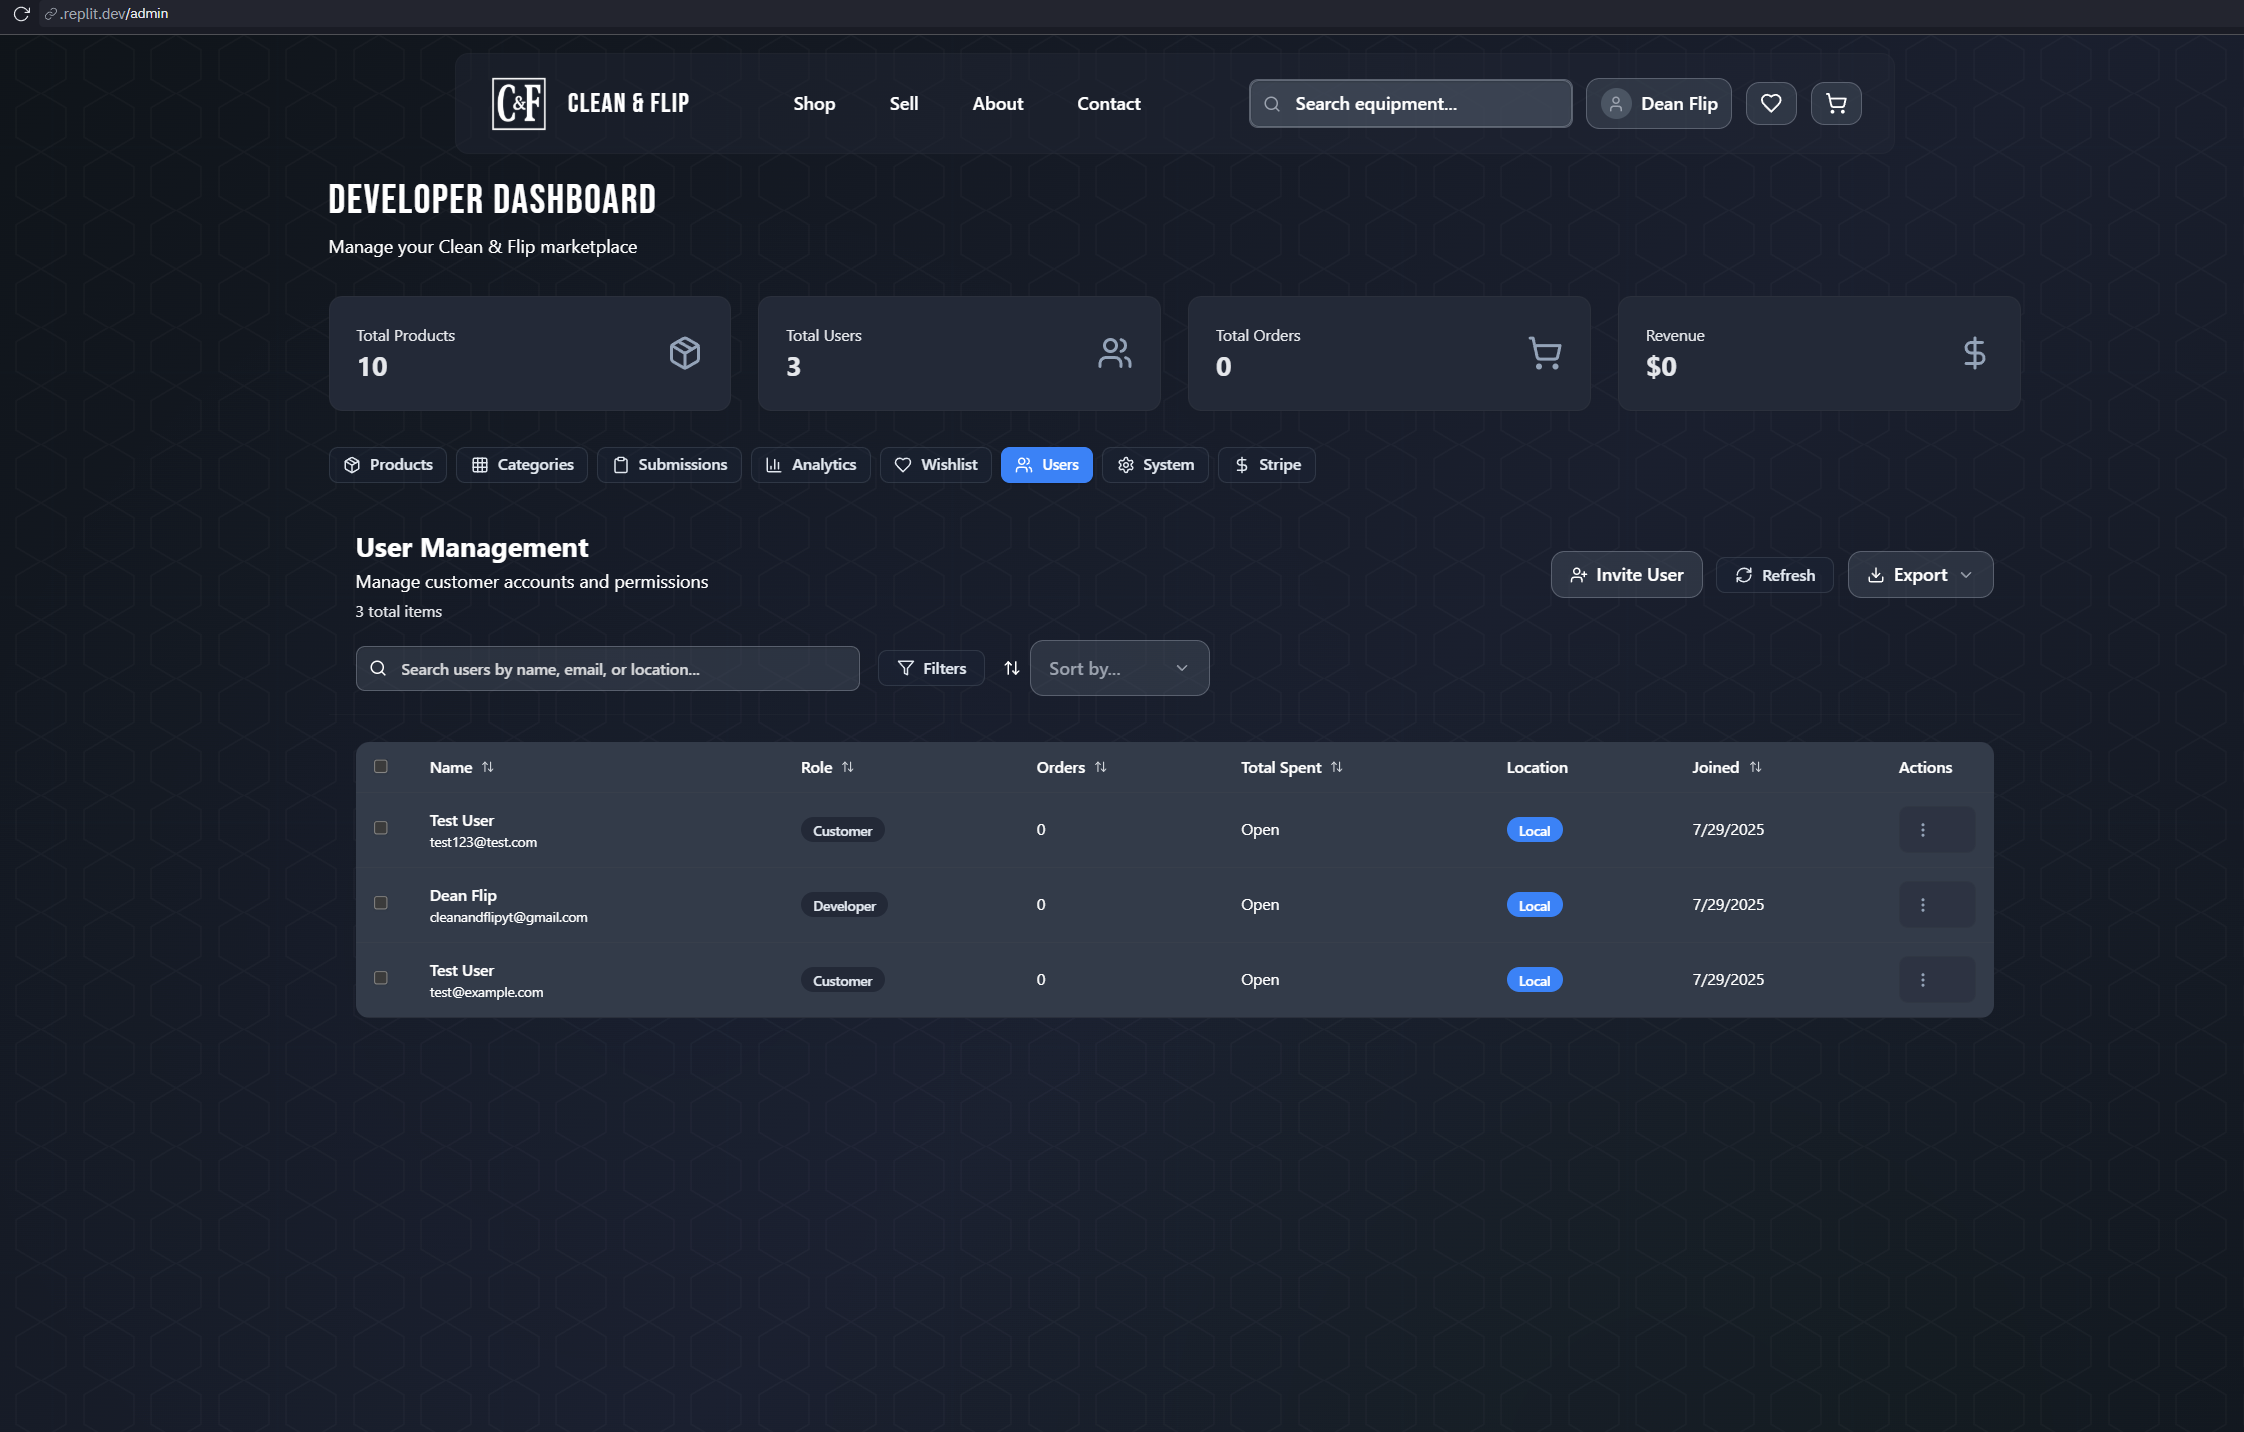 .replit.dev/admin
C&F CLEAN & FLIP Shop Sell About Contact Search equipment... Dean Flip
DEVELOPER DASHBOARD
Manage your Clean & Flip marketplace
Total Products
10
Total Users
3
Total Orders
0
Revenue
$0
Products Categories Submissions Analytics Wishlist Users System Stripe
User Management
Manage customer accounts and permissions
3 total items
Invite User Refresh Export
Search users by name, email, or location... Filters Sort by...
Name Role Orders Total Spent Location Joined Actions
Test User
test123@test.com
Customer 0 Open Local 7/29/2025
Dean Flip
cleanandflipyt@gmail.com
Developer 0 Open Local 7/29/2025
Test User
test@example.com
Customer 0 Open Local 7/29/2025